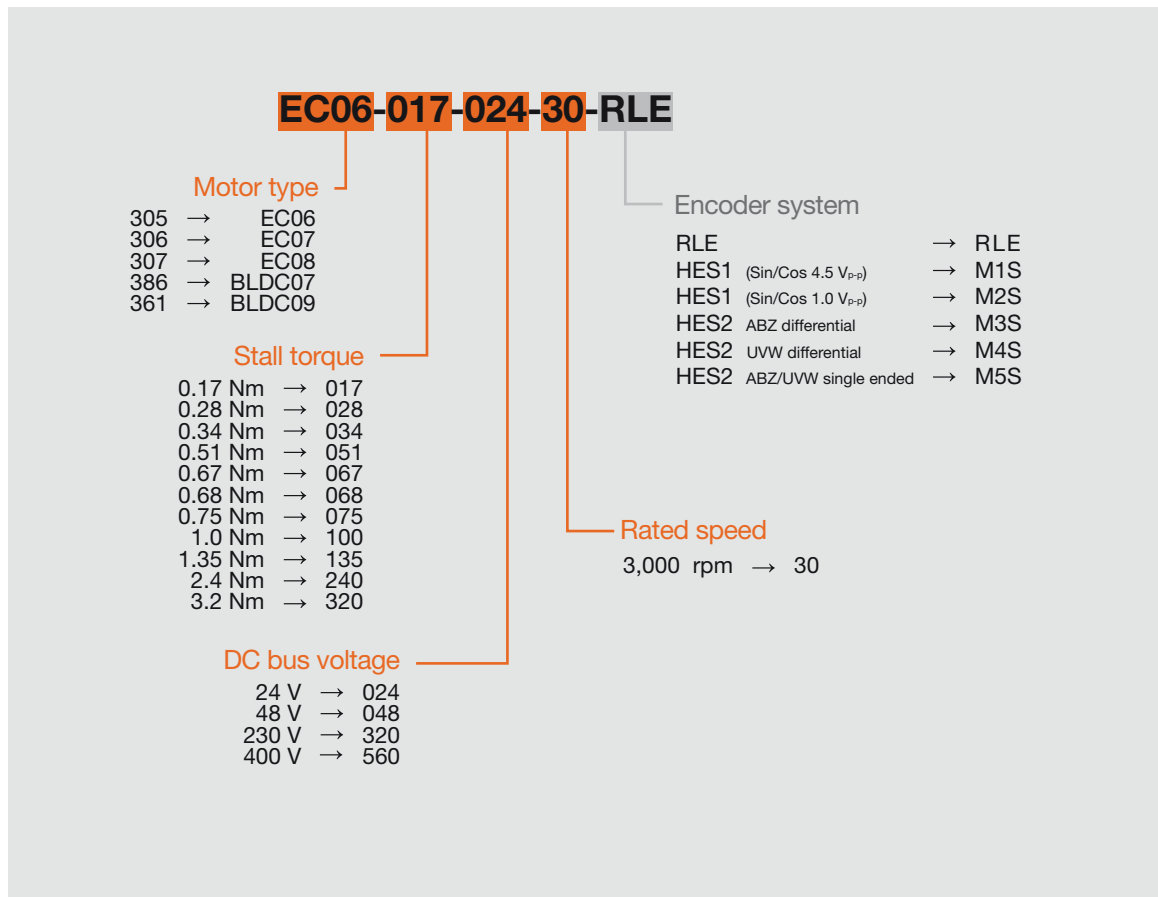 EC06-017-024-30-RLE
Motor type
305 → EC06
306 → EC07
307 → EC08
386 → BLDC07
361 → BLDC09
Stall torque
0.17 Nm → 017
0.28 Nm → 028
0.34 Nm → 034
0.51 Nm → 051
0.67 Nm → 067
0.68 Nm → 068
0.75 Nm → 075
1.0 Nm → 100
1.35 Nm → 135
2.4 Nm → 240
3.2 Nm → 320
DC bus voltage
24 V → 024
48 V → 048
230 V → 320
400 V → 560
Encoder system
RLE → RLE
HES1 (Sin/Cos 4.5 Vp-p) → M1S
HES1 (Sin/Cos 1.0 Vp-p) → M2S
HES2 ABZ differential → M3S
HES2 UVW differential → M4S
HES2 ABZ/UVW single ended → M5S
Rated speed
3,000 rpm → 30